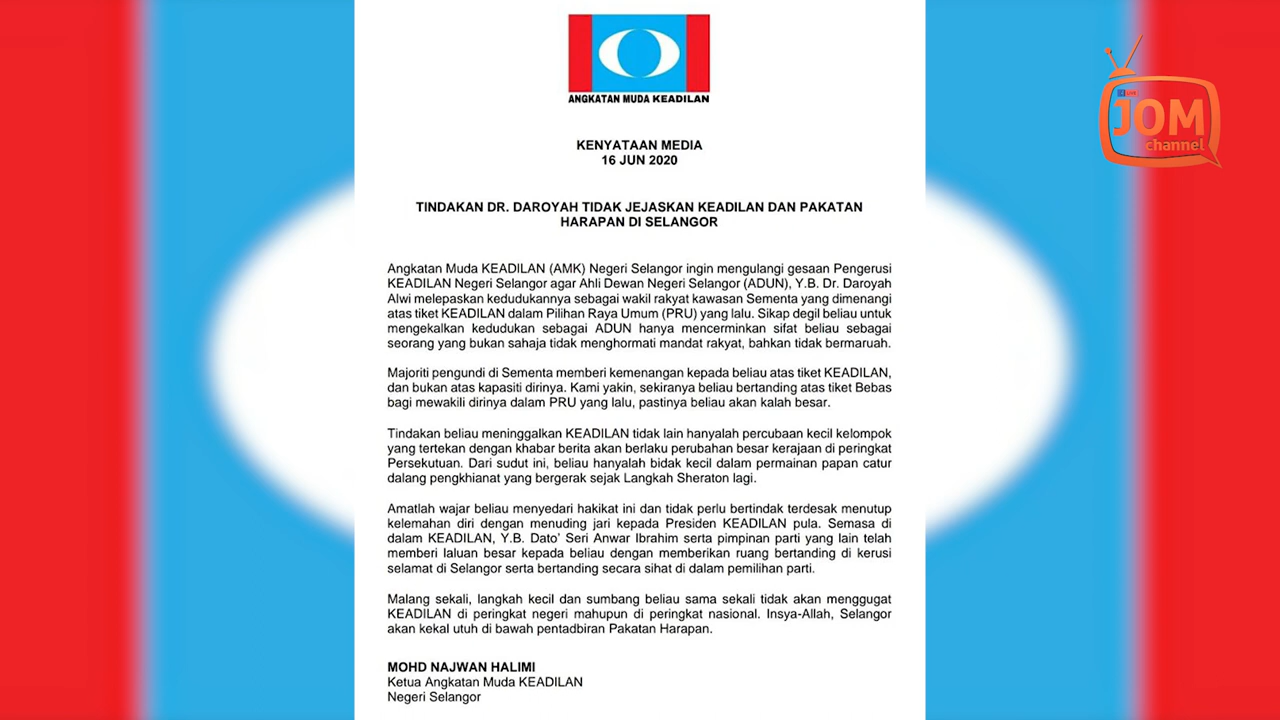 ANGKATAN MUDA KEADILAN
JOM
channel
KENYATAAN MEDIA
16 JUN 2020
TINDAKAN DR. DAROYAH TIDAK JEJASKAN KEADILAN DAN PAKATAN
HARAPAN DI SELANGOR
Angkatan Muda KEADILAN (AMK) Negeri Selangor ingin mengulangi gesaan Pengerusi
KEADILAN Negeri Selangor agar Ahli Dewan Negeri Selangor (ADUN), Y.B. Dr. Daroyah
Alwi melepaskan kedudukannya sebagai wakil rakyat kawasan Sementa yang dimenangi
atas tiket KEADILAN dalam Pilihan Raya Umum (PRU) yang lalu. Sikap degil beliau untuk
mengekalkan kedudukan sebagai ADUN hanya mencerminkan sifat beliau sebagai
seorang yang bukan sahaja tidak menghormati mandat rakyat, bahkan tidak bermaruah.
Majoriti pengundi di Sementa memberi kemenangan kepada beliau atas tiket KEADILAN,
dan bukan atas kapasiti dirinya. Kami yakin, sekiranya beliau bertanding atas tiket Bebas
bagi mewakili dirinya dalam PRU yang lalu, pastinya beliau akan kalah besar.
Tindakan beliau meninggalkan KEADILAN tidak lain hanyalah percubaan kecil kelompok
yang tertekan dengan khabar berita akan berlaku perubahan besar kerajaan di peringkat
Persekutuan. Dari sudut ini, beliau hanyalah bidak kecil dalam permainan papan catur
dalang pengkhianat yang bergerak sejak Langkah Sheraton lagi.
Amatlah wajar beliau menyedari hakikat ini dan tidak perlu bertindak terdesak menutup
kelemahan diri dengan menuding jari kepada Presiden KEADILAN pula. Semasa di
dalam KEADILAN, Y.B. Dato’ Seri Anwar Ibrahim serta pimpinan parti yang lain telah
memberi laluan besar kepada beliau dengan memberikan ruang bertanding di kerusi
selamat di Selangor serta bertanding secara sihat di dalam pemilihan parti.
Malang sekali, langkah kecil dan sumbang beliau sama sekali tidak akan menggugat
KEADILAN di peringkat negeri mahupun di peringkat nasional. Insya-Allah, Selangor
akan kekal utuh di bawah pentadbiran Pakatan Harapan.
MOHD NAJWAN HALIMI
Ketua Angkatan Muda KEADILAN
Negeri Selangor